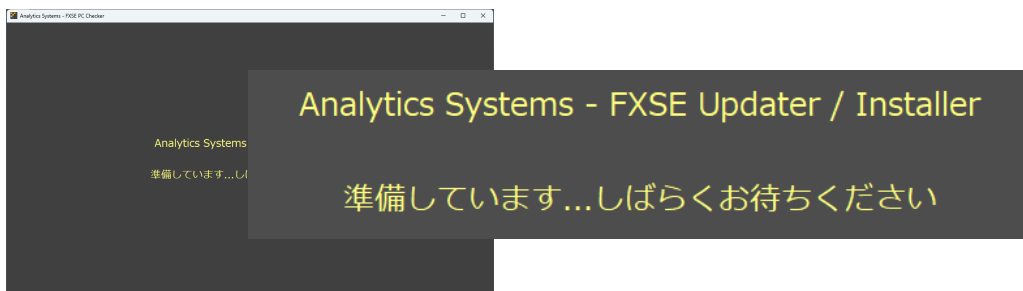 Analytics Systems - FXSE PC Checker
Analytics Systems
準備しています...しば
Analytics Systems - FXSE Updater / Installer
準備しています...しばらくお待ちください